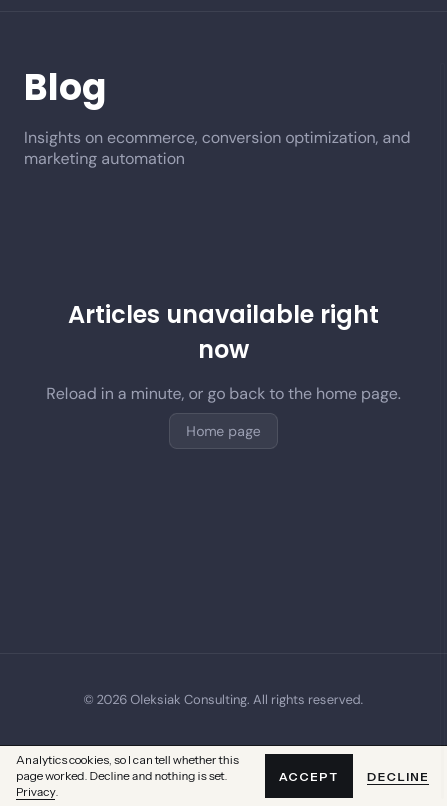 Blog
Insights on ecommerce, conversion optimization, and
marketing automation
Articles unavailable right
now
Reload in a minute, or go back to the home page.
Home page
© 2026 Oleksiak Consulting. All rights reserved.
Analytics cookies, so I can tell whether this
page worked. Decline and nothing is set.
Privacy.
ACCEPT
DECLINE